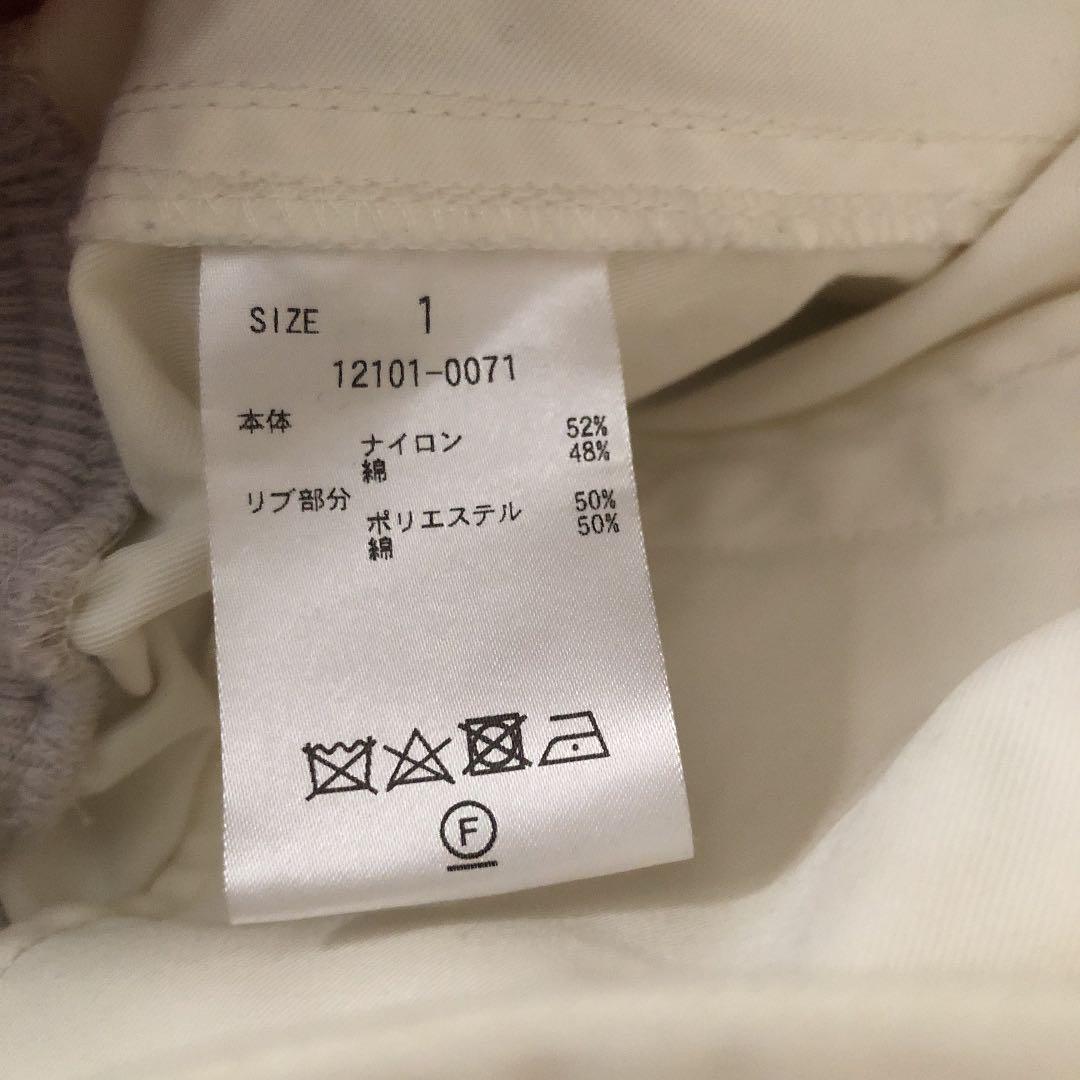 SIZE 1
12101-0071
本体
ナイロン 52%
綿 48%
リブ部分
ポリエステル 50%
綿 50%
F